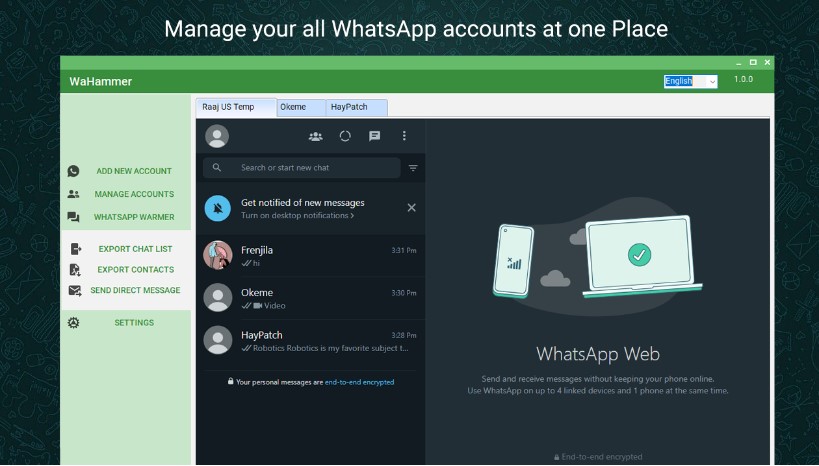 Manage your all WhatsApp accounts at one Place
WaHammer
English
1.0.0
Raaj US Temp
Okeme
HayPatch
ADD NEW ACCOUNT
MANAGE ACCOUNTS
WHATSAPP WARMER
EXPORT CHAT LIST
EXPORT CONTACTS
SEND DIRECT MESSAGE
SETTINGS
Search or start new chat
Get notified of new messages
Turn on desktop notifications >
Frenjila
3:31 Pm
hi
Okeme
3:30 Pm
Video
HayPatch
3:28 Pm
Robotics Robotics is my favorite subject t...
Your personal messages are end-to-end encrypted
WhatsApp Web
Send and receive messages without keeping your phone online.
Use WhatsApp on up to 4 linked devices and 1 phone at the same time.
End-to-end encrypted